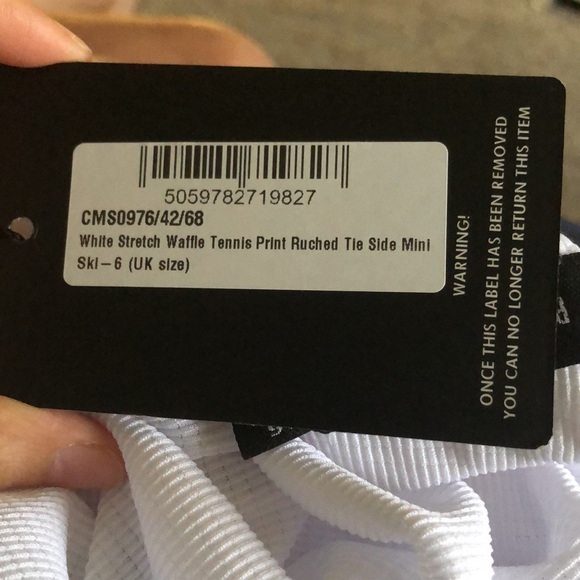 5059782719827
CMS0976/42/68
White Stretch Waffle Tennis Print Ruched Tie Side Mini
Ski-6 (UK size)
WARNING!
ONCE THIS LABEL HAS BEEN REMOVED
YOU CAN NO LONGER RETURN THIS ITEM